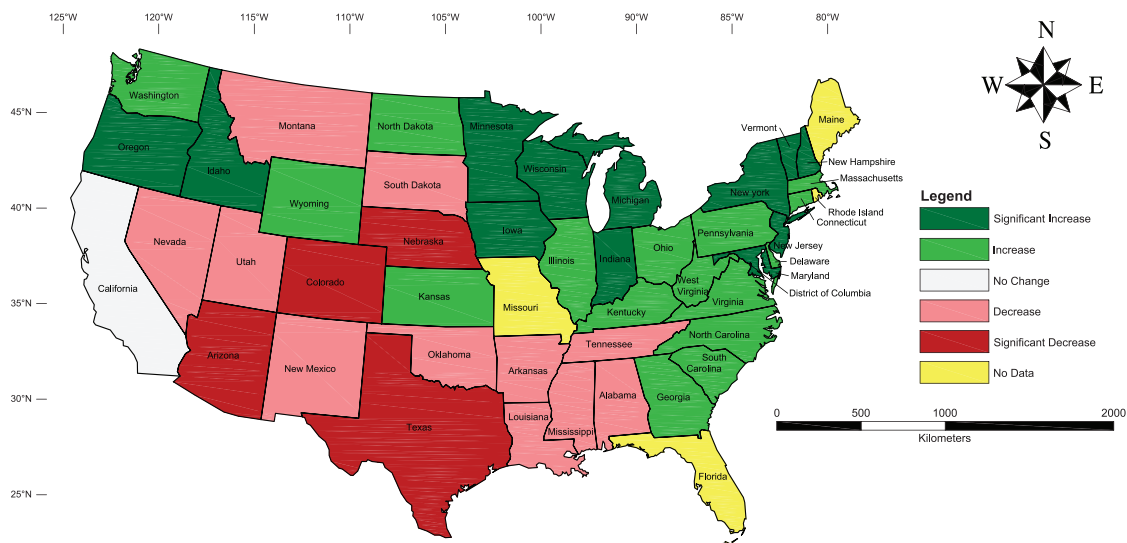 125°W
120°W
115°W
110°W
105°W
100°W
90°W
85°W
80°W
N
W
E
S
45°N
40°N
35°N
30°N
25°N
Washington
Oregon
Idaho
Montana
North Dakota
Minnesota
Wisconsin
Michigan
Vermont
Maine
New Hampshire
Massachusetts
New york
Rhode Island
Connecticut
South Dakota
Wyoming
Nebraska
Iowa
Illinois
Indiana
Ohio
Pennsylvania
New Jersey
Delaware
Maryland
District of Columbia
West
Virginia
Virginia
Nevada
Utah
Colorado
Kansas
Missouri
Kentucky
California
Arizona
New Mexico
Oklahoma
Arkansas
Tennessee
North Carolina
South
Carolina
Texas
Louisiana
Mississippi
Alabama
Georgia
Florida
Legend
Significant Increase
Increase
No Change
Decrease
Significant Decrease
No Data
0 500 1000 2000
Kilometers